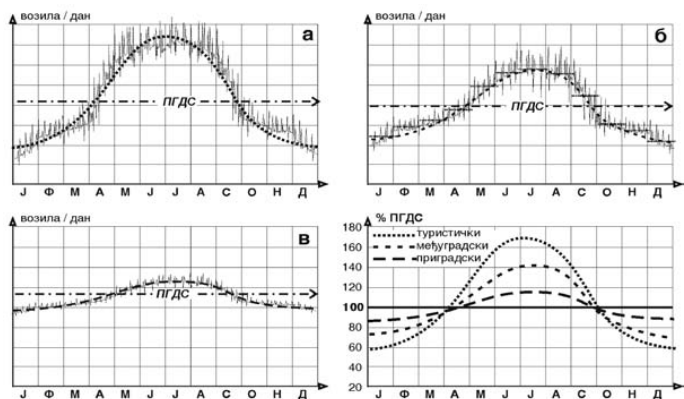 возила / дан
а
ПГДС
Ј Ф М А М Ј Ј А С О Н Д
возила / дан
б
ПГДС
Ј Ф М А М Ј Ј А С О Н Д
возила / дан
в
ПГДС
Ј Ф М А М Ј Ј А С О Н Д
% ПГДС
180
160
140
120
100
80
60
40
20
туристички
међуградски
приградски
Ј Ф М А М Ј Ј А С О Н Д